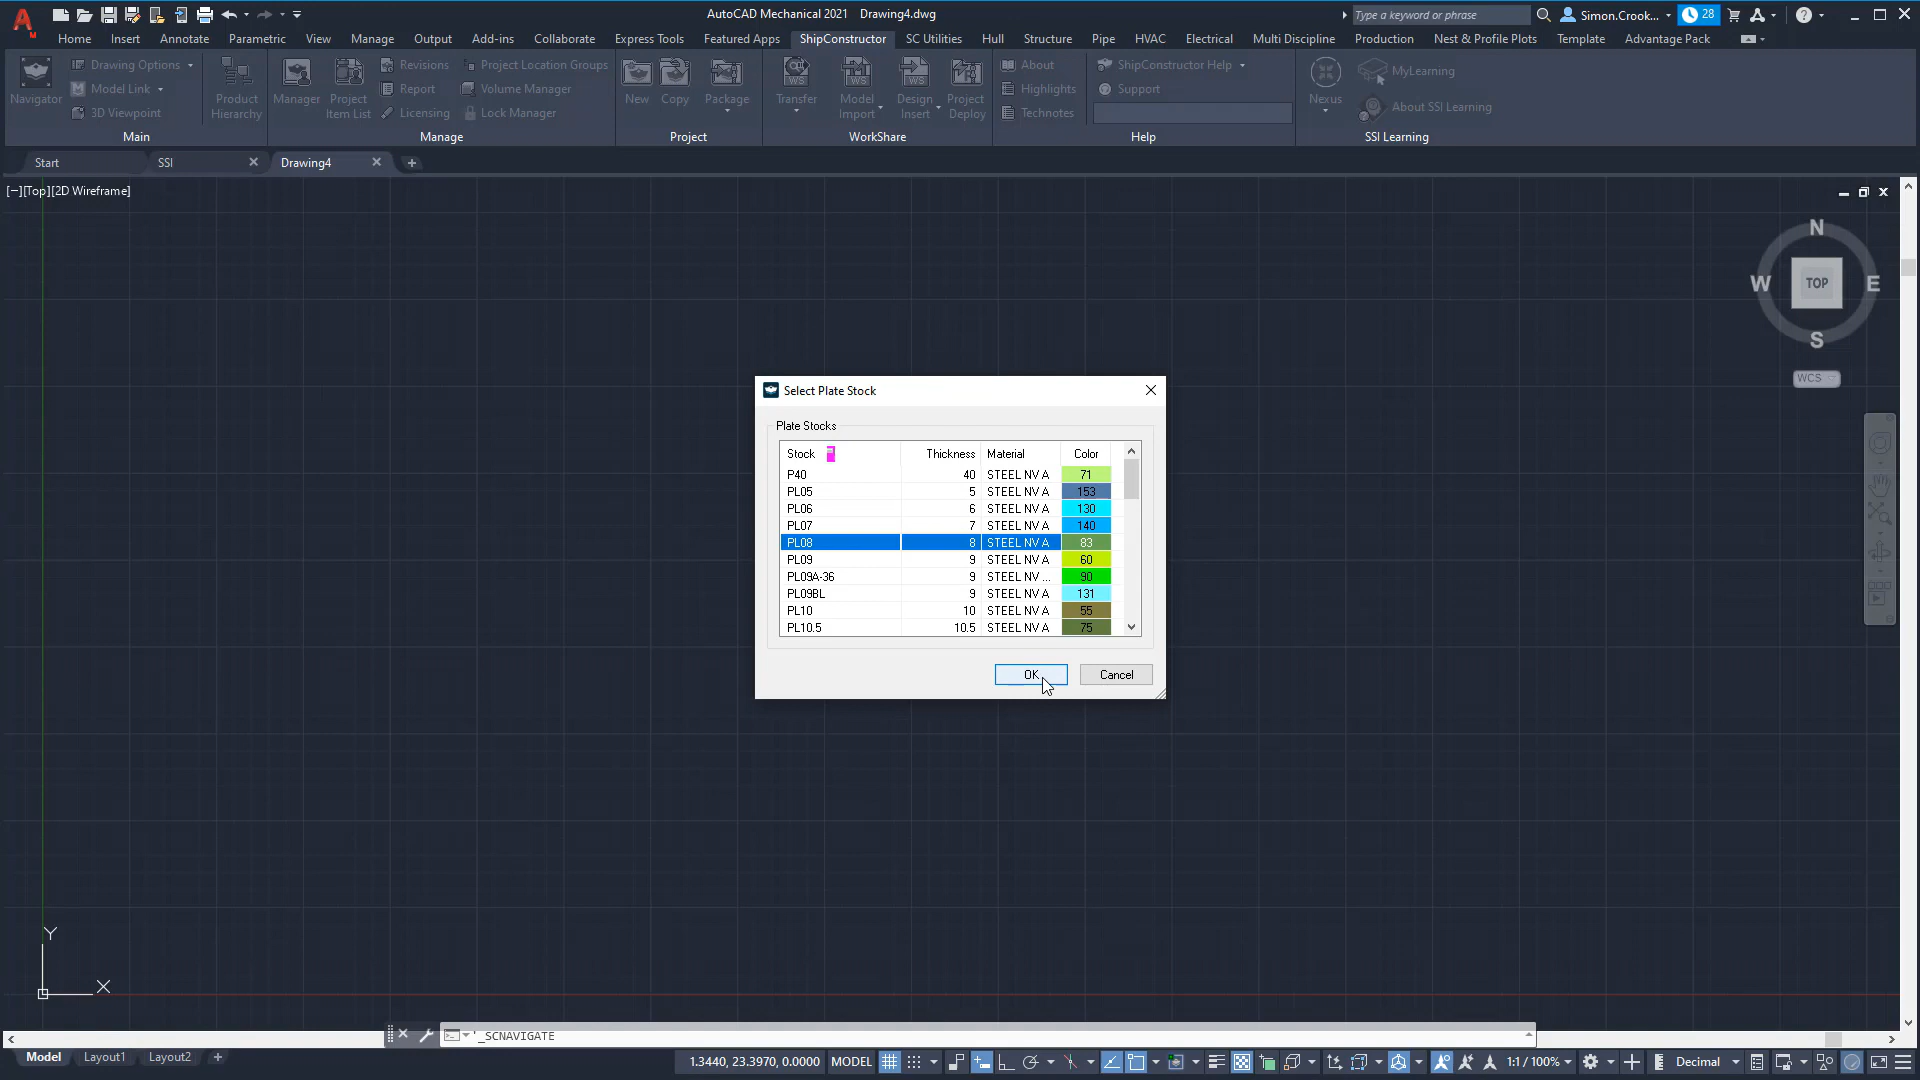 AutoCAD Mechanical 2021 Drawing4.dwg
Type a keyword or phrase
Simon.Crook...
28
Home Insert Annotate Parametric View Manage Output Add-ins Collaborate Express Tools Featured Apps ShipConstructor SC Utilities Hull Structure Pipe HVAC Electrical Multi Discipline Production Nest & Profile Plots Template Advantage Pack
Navigator
Drawing Options
Model Link
3D Viewpoint
Main
Product Hierarchy
Manager
Project Item List
Revisions
Report
Licensing
Project Location Groups
Volume Manager
Lock Manager
Manage
New
Copy
Package
Project
Transfer
Model Import
Design Insert
Project Deploy
WorkShare
About
Highlights
Technotes
ShipConstructor Help
Support
Help
Nexus
MyLearning
About SSI Learning
SSI Learning
Start SSI Drawing4
[−][Top][2D Wireframe]
N
W TOP E
S
WCS
Select Plate Stock
Plate Stocks
Stock Thickness Material Color
P40 40 STEEL NV A 71
PL05 5 STEEL NV A 153
PL06 6 STEEL NV A 130
PL07 7 STEEL NV A 140
PL08 8 STEEL NV A 83
PL09 9 STEEL NV A 60
PL09A-36 9 STEEL NV ... 90
PL09BL 9 STEEL NV A 131
PL10 10 STEEL NV A 55
PL10.5 10.5 STEEL NV A 75
OK Cancel
Y
X
'_SCNAVIGATE
Model Layout1 Layout2
1.3440, 23.3970, 0.0000 MODEL 1:1 / 100% Decimal